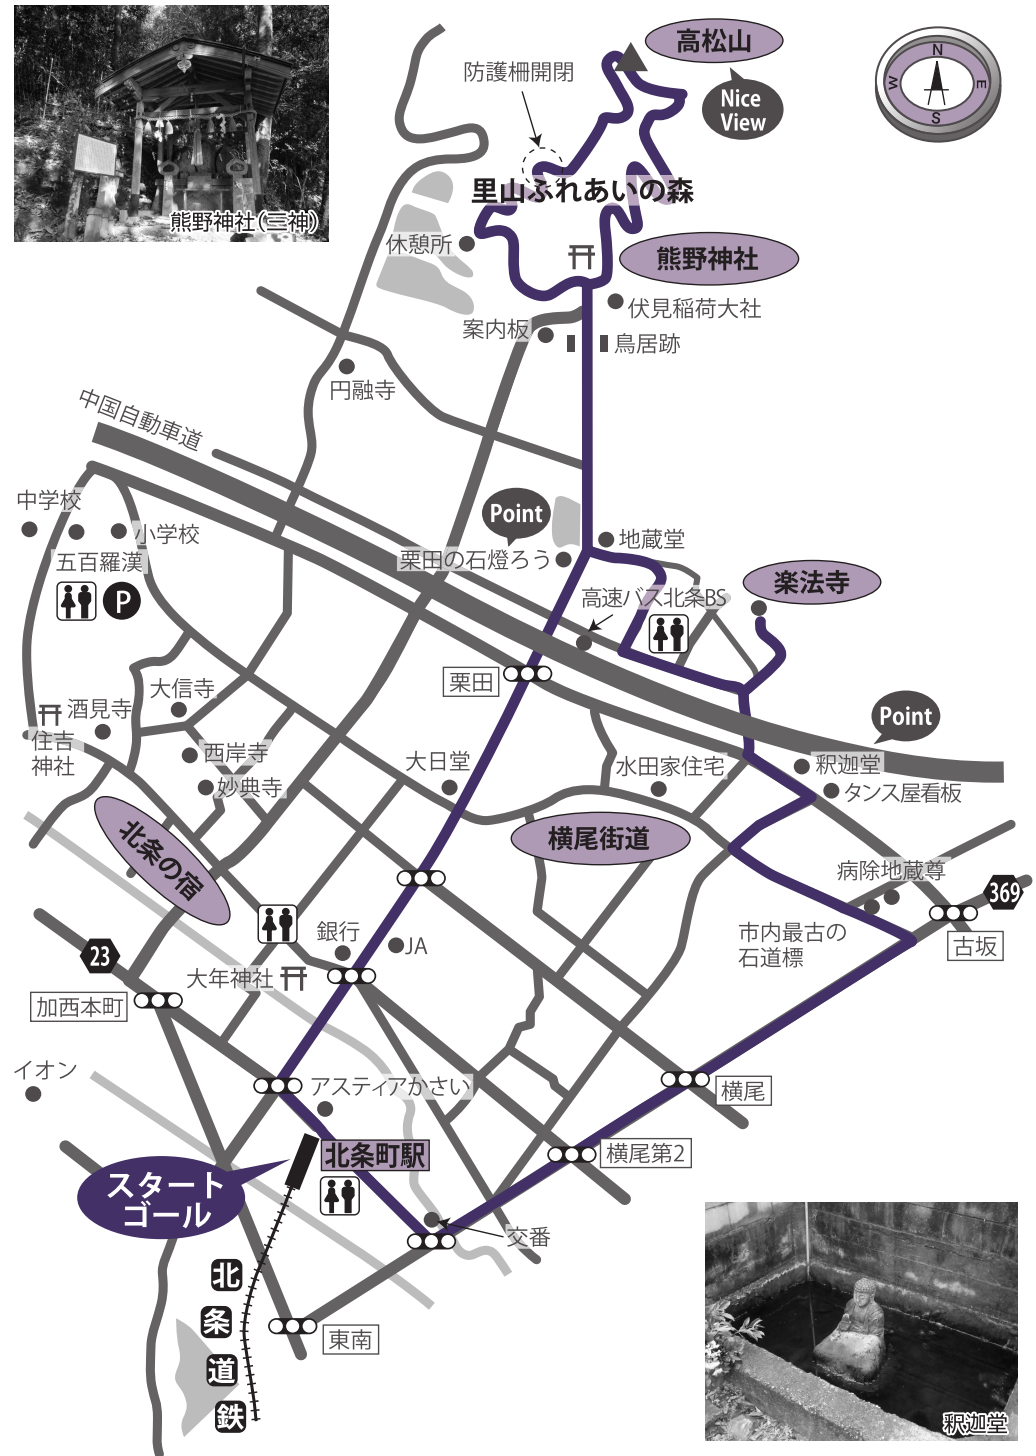 高松山
防護柵開閉
Nice
View
N
E
S
W
熊野神社(三神)
里山ふれあいの森
休憩所
熊野神社
伏見稲荷大社
案内板
鳥居跡
円融寺
中国自動車道
中学校
小学校
五百羅漢
P
Point
地蔵堂
栗田の石燈ろう
楽法寺
高速バス北条BS
栗田
大信寺
酒見寺
住吉
神社
西岸寺
妙典寺
大日堂
水田家住宅
Point
釈迦堂
タンス屋看板
北条の宿
横尾街道
病除地蔵尊
369
古坂
市内最古の
石道標
銀行
JA
23
大年神社
加西本町
イオン
アスティアかさい
横尾
北条町駅
横尾第2
スタート
ゴール
交番
北
条
道
鉄
東南
釈迦堂